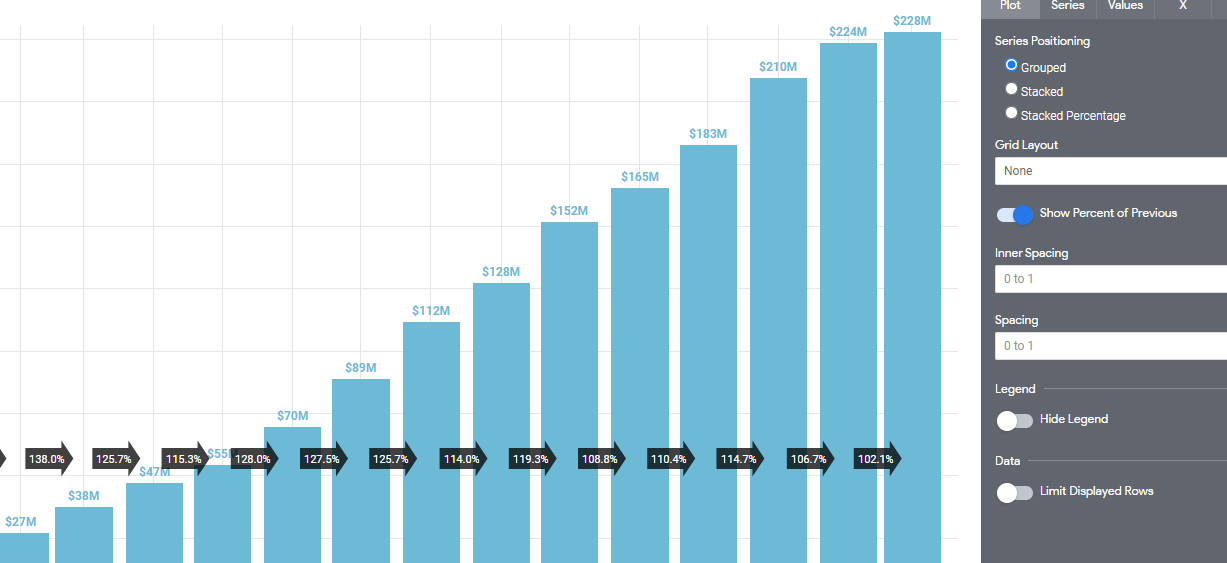 Plot Series Values X
$228M
$224M
$210M
$183M
$165M
$152M
$128M
$112M
$89M
$70M
$47M
$38M
$27M
138.0% 125.7% 115.3% 128.0% 127.5% 125.7% 114.0% 119.3% 108.8% 110.4% 114.7% 106.7% 102.1%
Series Positioning
Grouped
Stacked
Stacked Percentage
Grid Layout
None
Show Percent of Previous
Inner Spacing
0 to 1
Spacing
0 to 1
Legend
Hide Legend
Data
Limit Displayed Rows